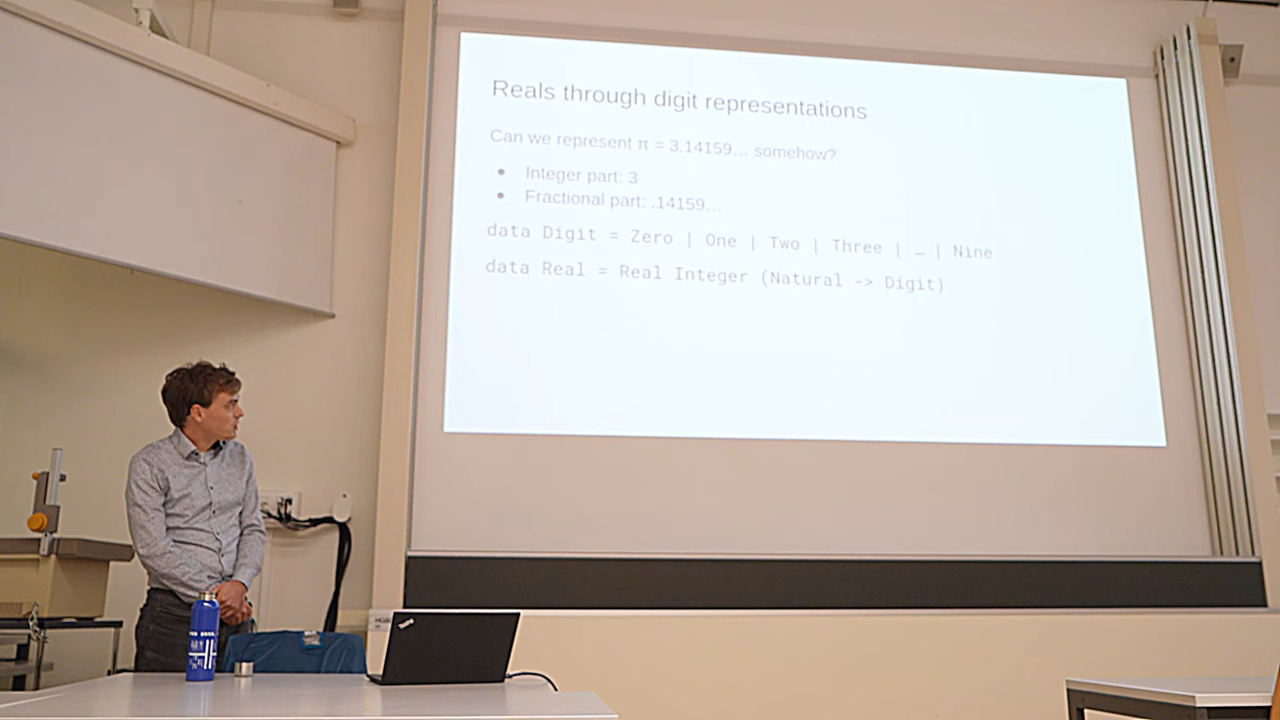 Reals through digit representations
Can we represent π = 3.14159… somehow?
• Integer part: 3
• Fractional part: .14159…
data Digit = Zero | One | Two | Three | … | Nine
data Real = Real Integer (Natural -> Digit)